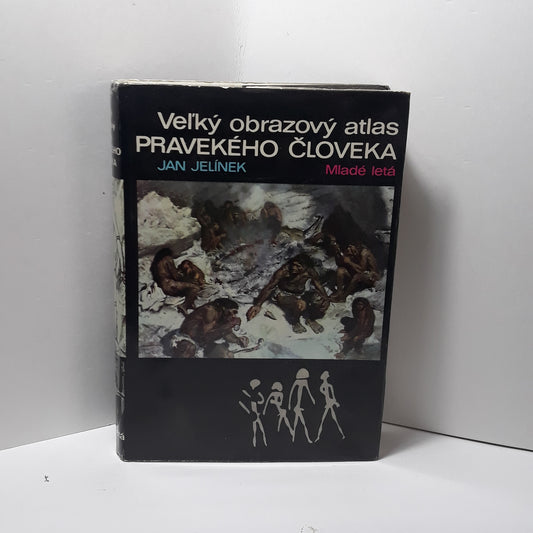 Veľký obrazový atlas
PRAVEKÉHO ČLOVEKA
JAN JELÍNEK
Mladé letá